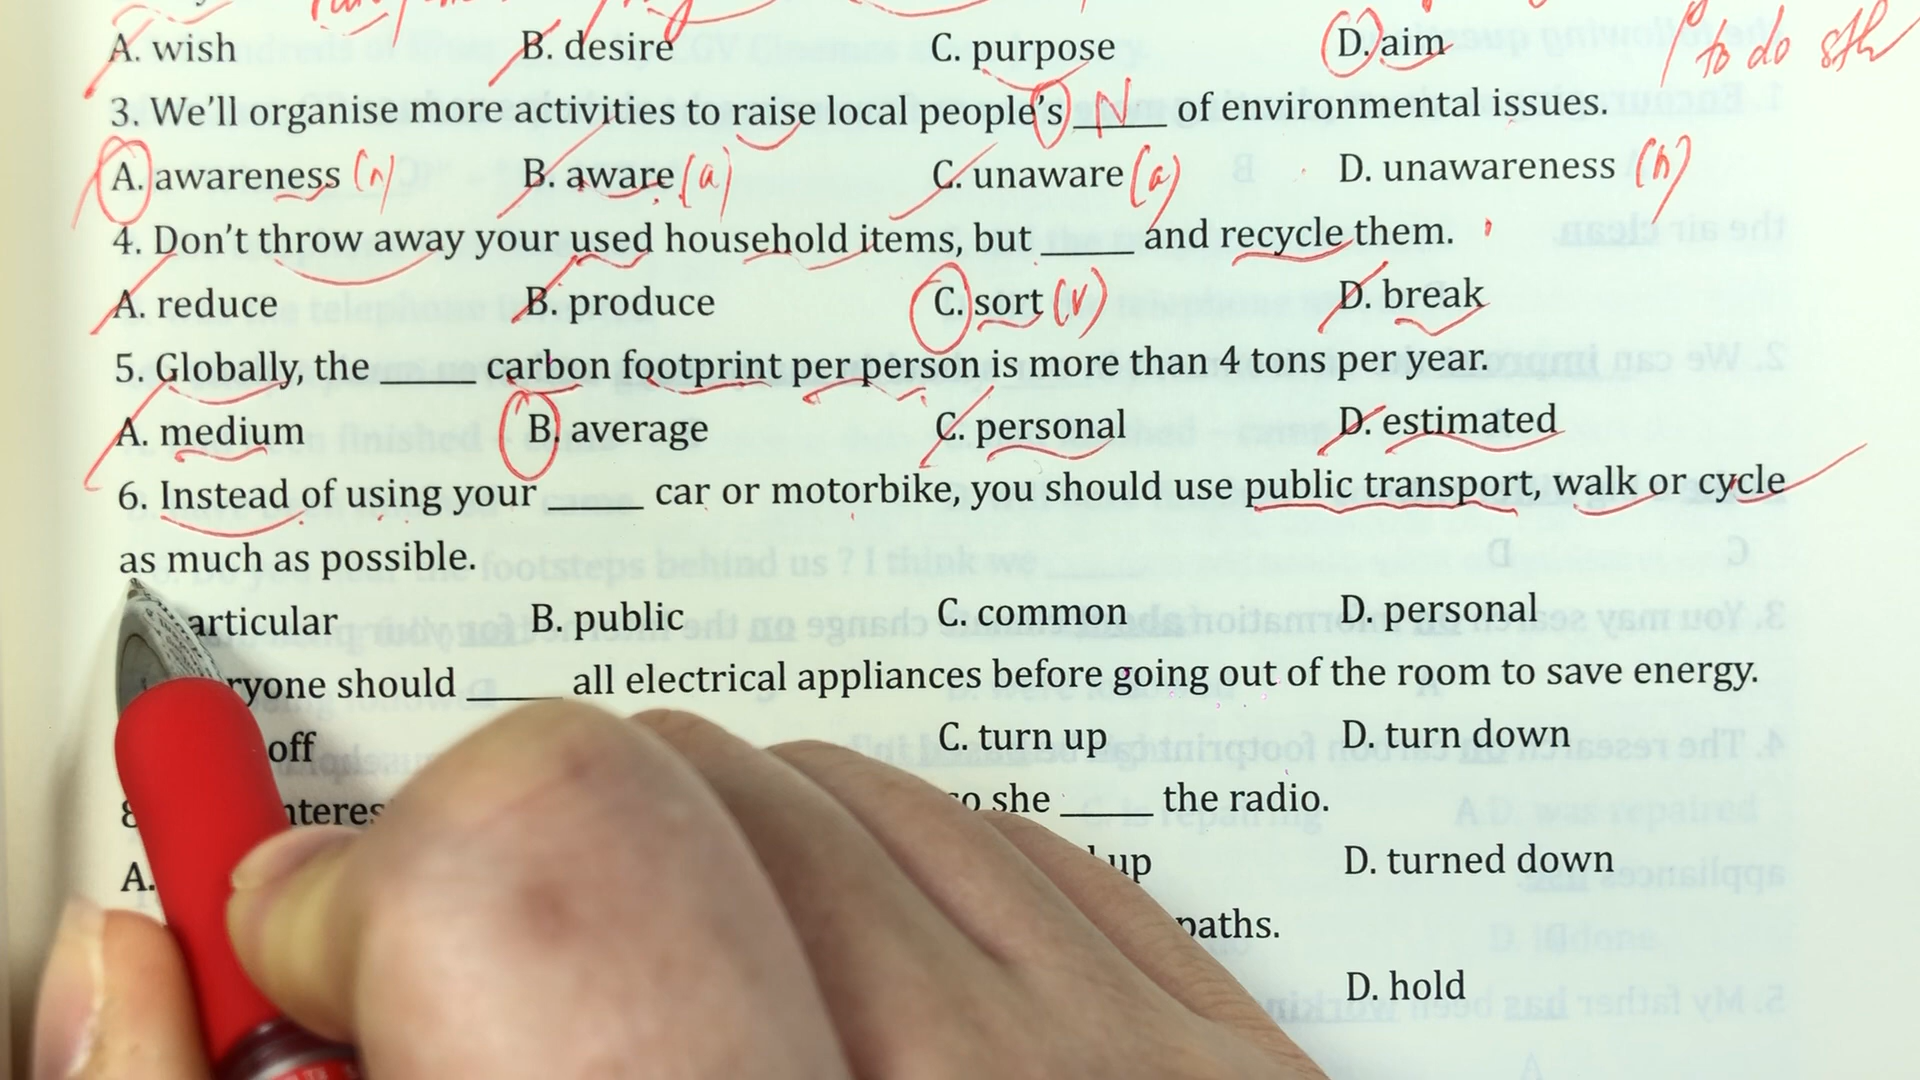 A. wish B. desire C. purpose D. aim to do sth
3. We'll organise more activities to raise local people's _____ N of environmental issues.
A. awareness (n) B. aware (a) C. unaware (a) D. unawareness (n)
4. Don't throw away your used household items, but _____ and recycle them.
A. reduce B. produce C. sort (v) D. break
5. Globally, the _____ carbon footprint per person is more than 4 tons per year.
A. medium B. average C. personal D. estimated
6. Instead of using your _____ car or motorbike, you should use public transport, walk or cycle
as much as possible.
articular B. public C. common D. personal
ryone should _____ all electrical appliances before going out of the room to save energy.
off C. turn up D. turn down
8 nteres so she _____ the radio.
A. up D. turned down
paths.
D. hold